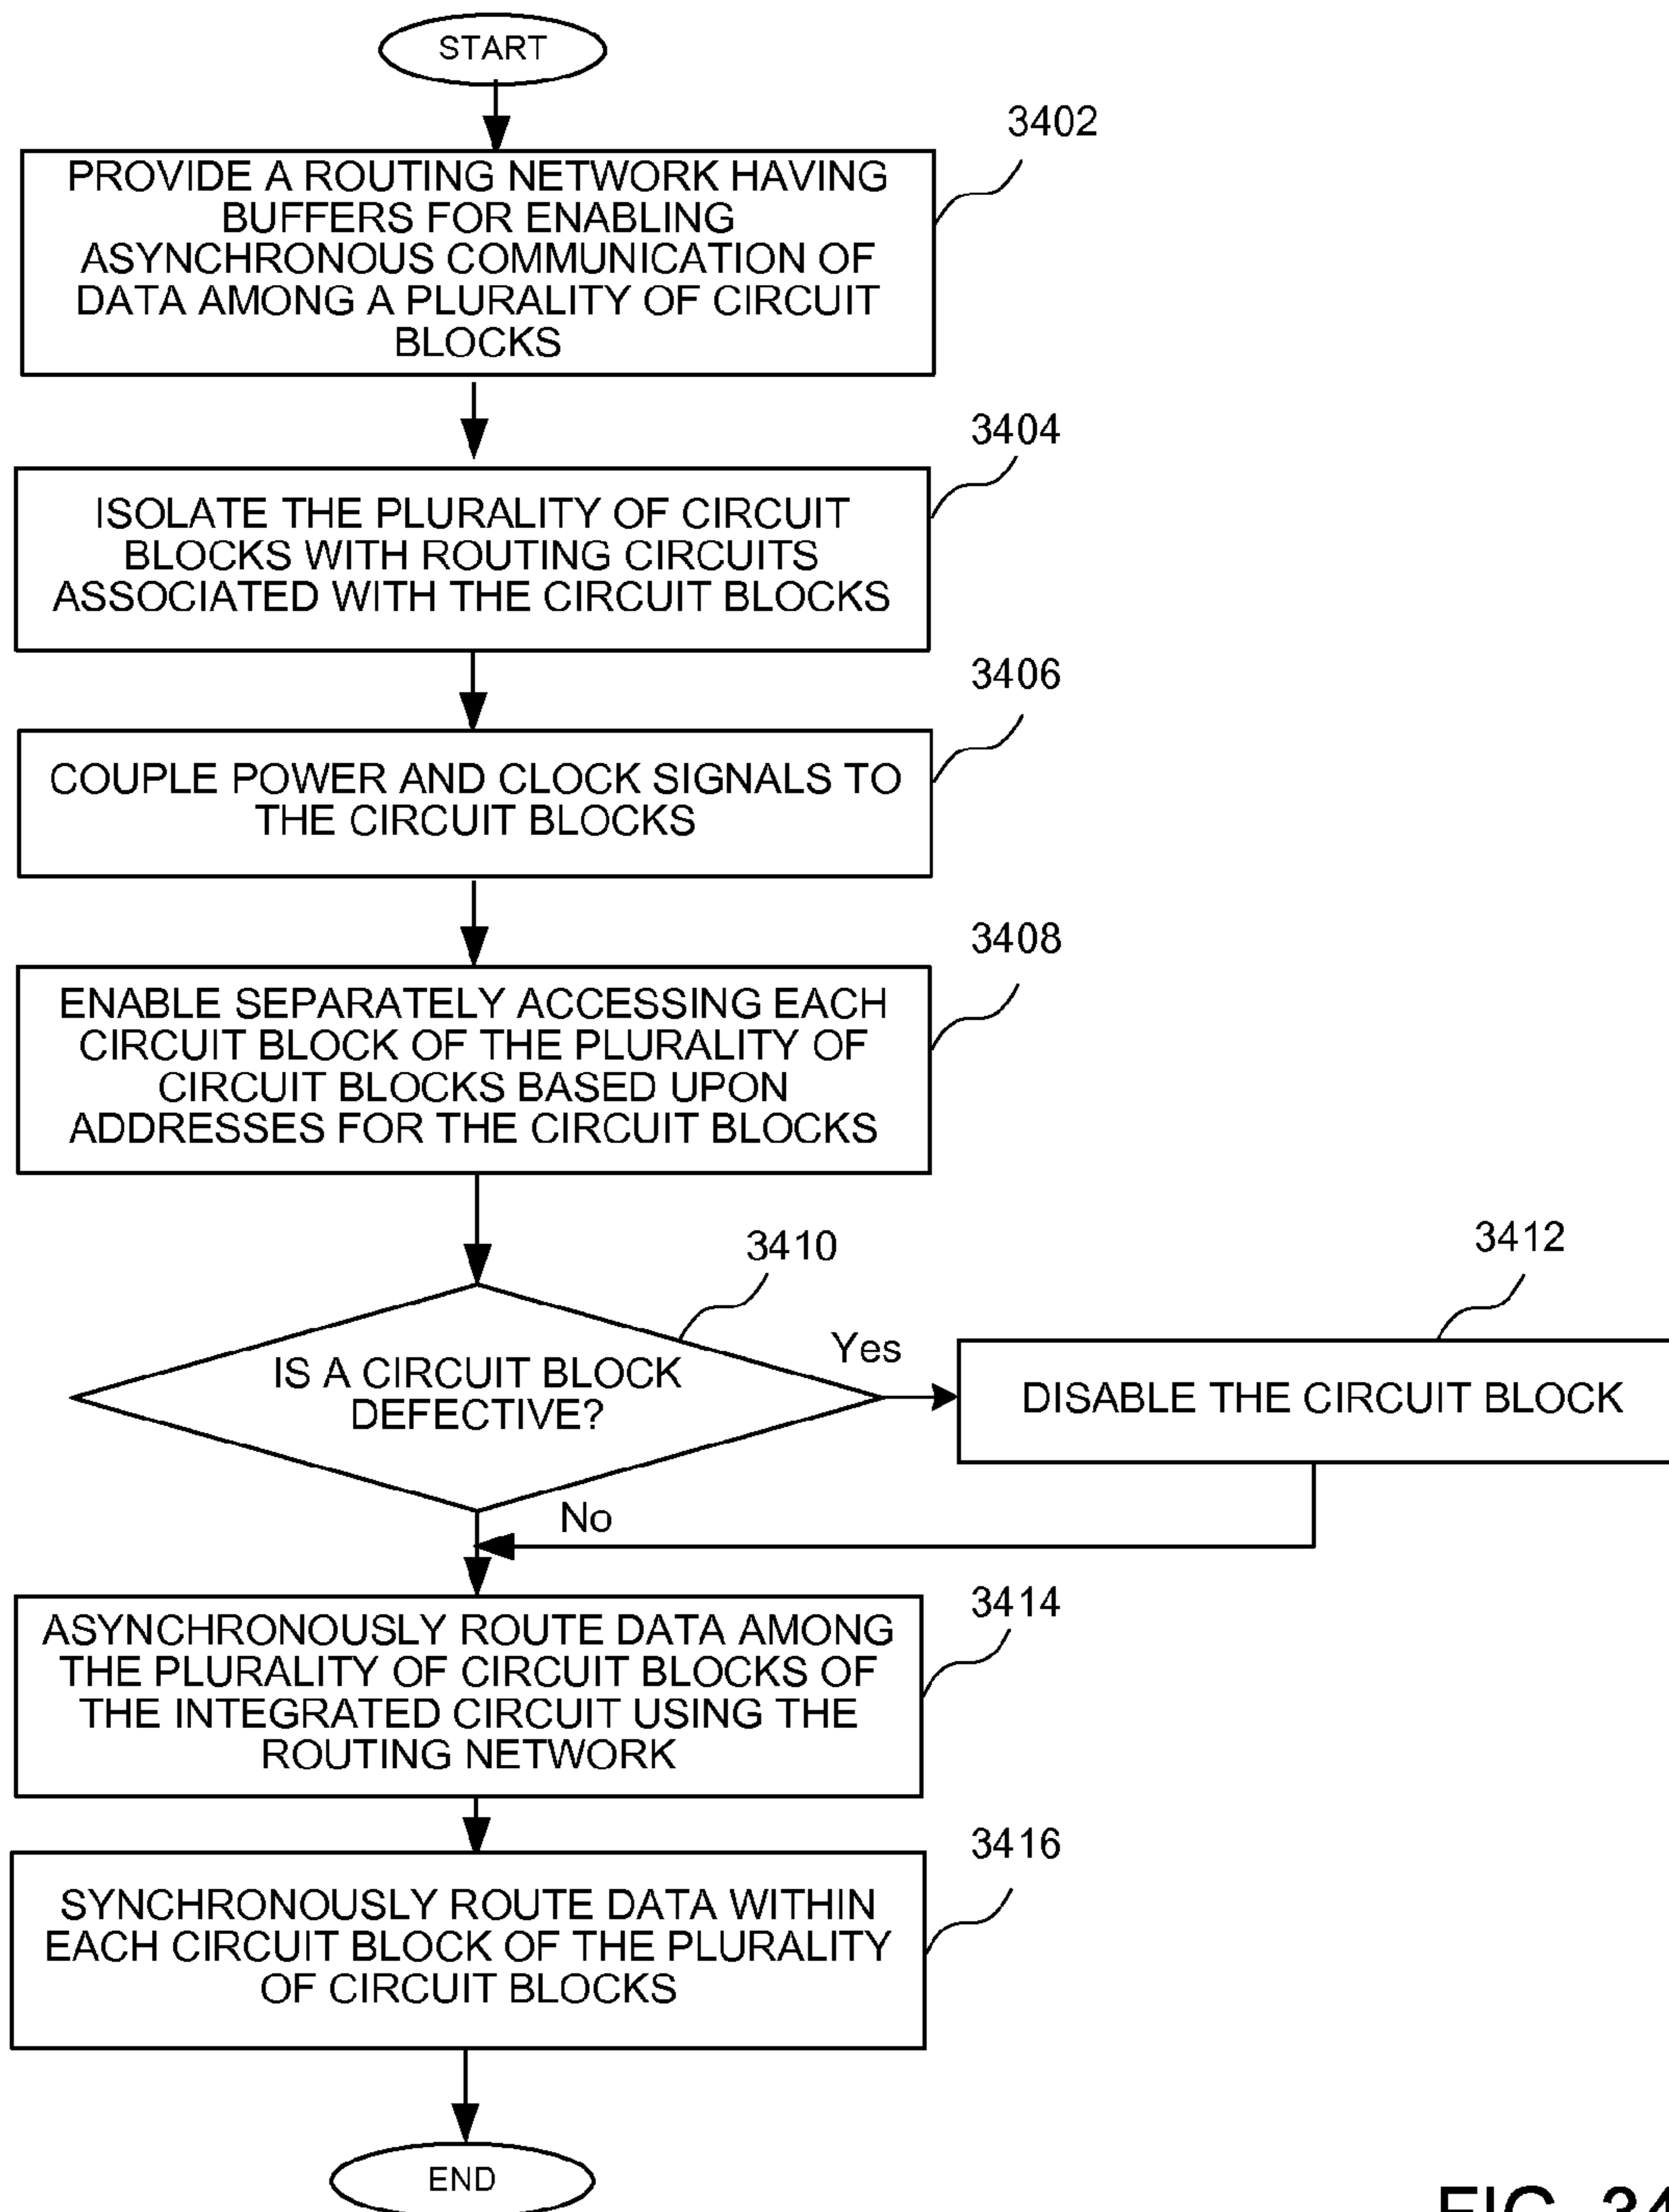 START
3402
PROVIDE A ROUTING NETWORK HAVING
BUFFERS FOR ENABLING
ASYNCHRONOUS COMMUNICATION OF
DATA AMONG A PLURALITY OF CIRCUIT
BLOCKS
3404
ISOLATE THE PLURALITY OF CIRCUIT
BLOCKS WITH ROUTING CIRCUITS
ASSOCIATED WITH THE CIRCUIT BLOCKS
3406
COUPLE POWER AND CLOCK SIGNALS TO
THE CIRCUIT BLOCKS
3408
ENABLE SEPARATELY ACCESSING EACH
CIRCUIT BLOCK OF THE PLURALITY OF
CIRCUIT BLOCKS BASED UPON
ADDRESSES FOR THE CIRCUIT BLOCKS
3410
IS A CIRCUIT BLOCK
DEFECTIVE?
Yes
3412
DISABLE THE CIRCUIT BLOCK
No
3414
ASYNCHRONOUSLY ROUTE DATA AMONG
THE PLURALITY OF CIRCUIT BLOCKS OF
THE INTEGRATED CIRCUIT USING THE
ROUTING NETWORK
3416
SYNCHRONOUSLY ROUTE DATA WITHIN
EACH CIRCUIT BLOCK OF THE PLURALITY
OF CIRCUIT BLOCKS
END
FIG. 34